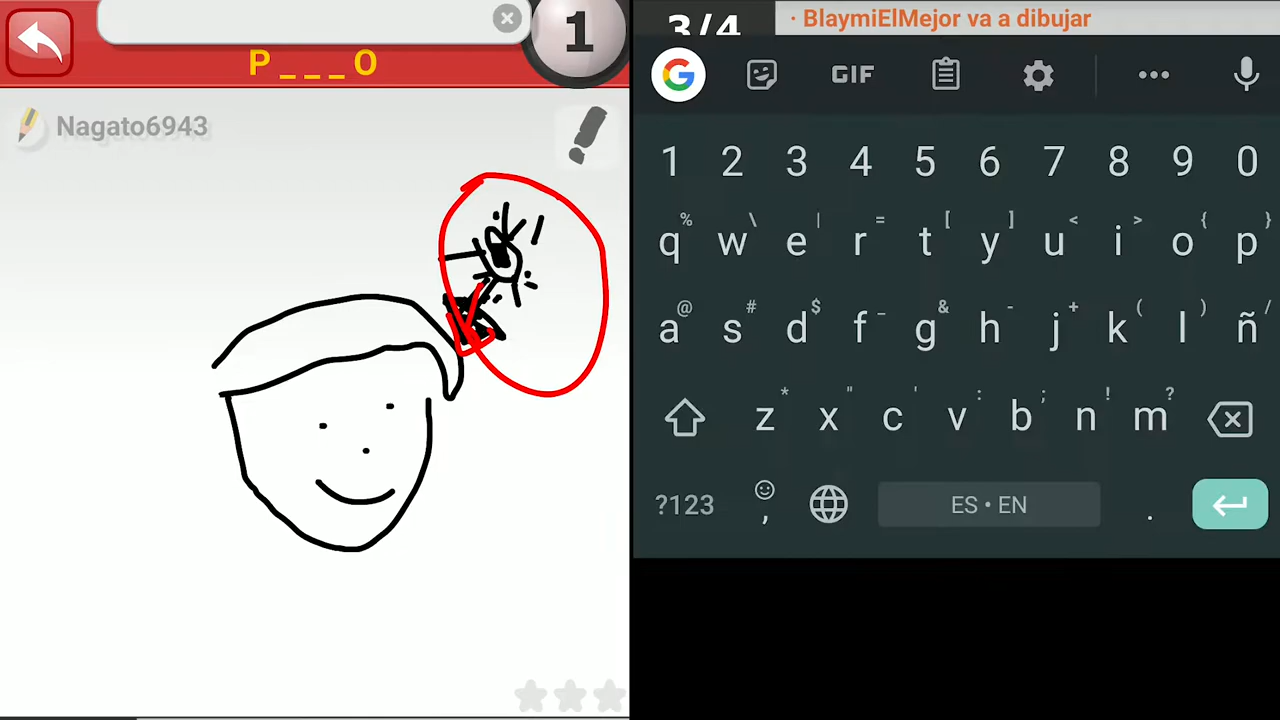 1
P _ _ _ O
Nagato6943
3/4
· BlaymiElMejor va a dibujar
G GIF
1 2 3 4 5 6 7 8 9 0
% \ | = [ ] < > { }
q w e r t y u i o p
@ # $ _ & - + ( ) /
a s d f g h j k l ñ
* " ' : ; ! ?
z x c v b n m
?123 , ES • EN .